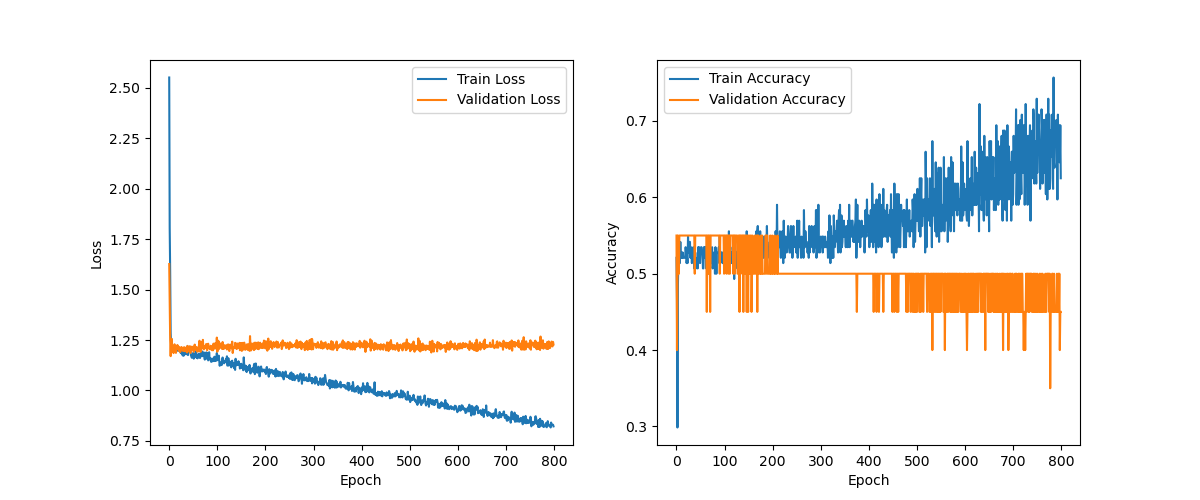 Train Loss
Validation Loss
2.50
2.25
2.00
1.75
1.50
1.25
1.00
0.75
Loss
0 100 200 300 400 500 600 700 800
Epoch
Train Accuracy
Validation Accuracy
0.7
0.6
0.5
0.4
0.3
Accuracy
0 100 200 300 400 500 600 700 800
Epoch